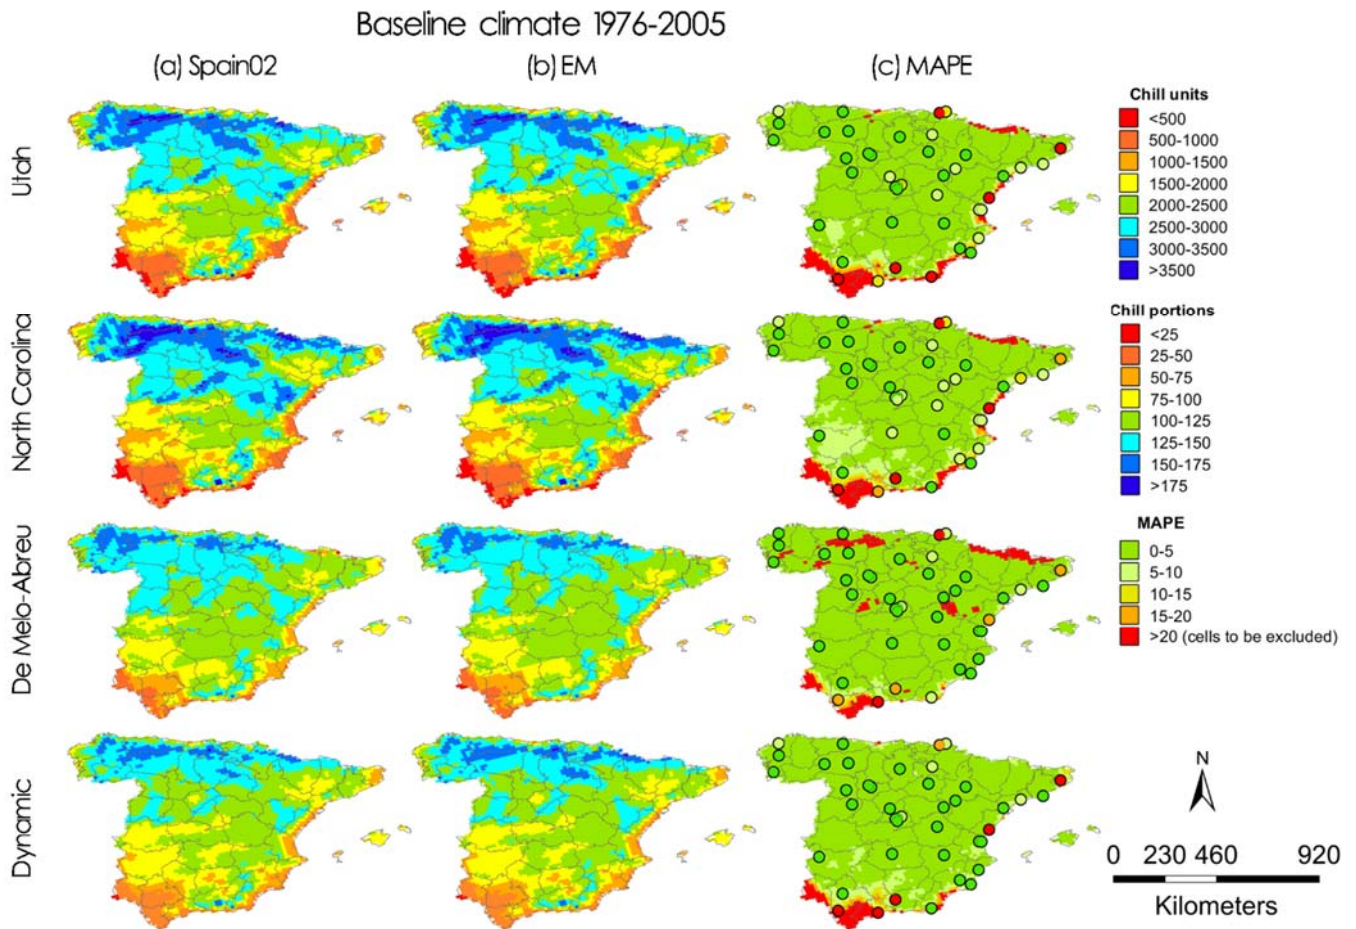 Baseline climate 1976-2005
(a) Spain02
(b) EM
(c) MAPE
Utah
North Carolina
De Melo-Abreu
Dynamic
Chill units
<500
500-1000
1000-1500
1500-2000
2000-2500
2500-3000
3000-3500
>3500
Chill portions
<25
25-50
50-75
75-100
100-125
125-150
150-175
>175
MAPE
0-5
5-10
10-15
15-20
>20 (cells to be excluded)
N
0 230 460 920
Kilometers